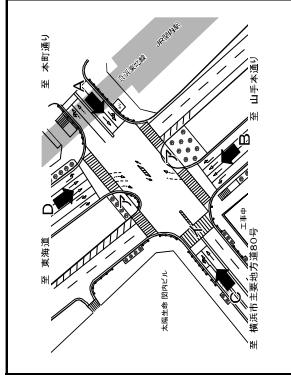 至 本町通り
JR関内駅
A
D
至 東海道
至 山手本通り
B
工事中
太陽生命 関内ビル
C
至 横浜市主要地方道80号